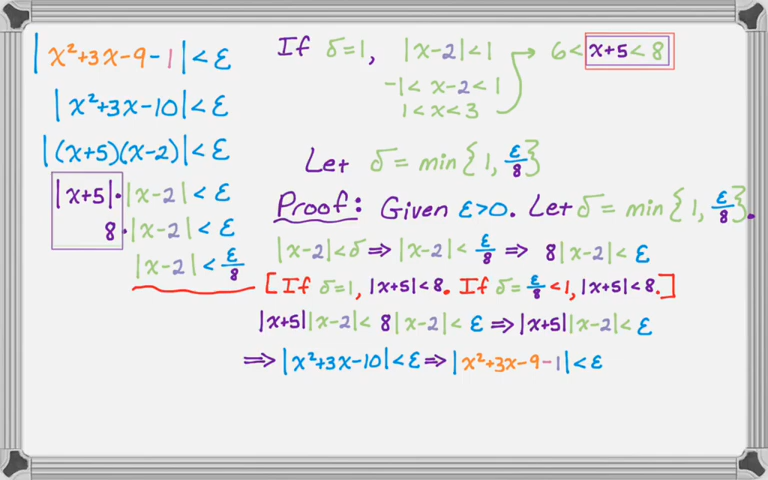 |x²+3x-9-1|<ε
|x²+3x-10|<ε
|(x+5)(x-2)|<ε
|x+5|·|x-2|<ε
8·|x-2|<ε
|x-2|<ε/8
If δ=1, |x-2|<1 → 6<x+5<8
-1<x-2<1
1<x<3
Let δ=min{1, ε/8}
Proof: Given ε>0. Let δ=min{1, ε/8}.
|x-2|<δ ⇒ |x-2|<ε/8 ⇒ 8|x-2|<ε
[If δ=1, |x+5|<8. If δ=ε/8<1, |x+5|<8.]
|x+5||x-2|<8|x-2|<ε ⇒ |x+5||x-2|<ε
⇒ |x²+3x-10|<ε ⇒ |x²+3x-9-1|<ε